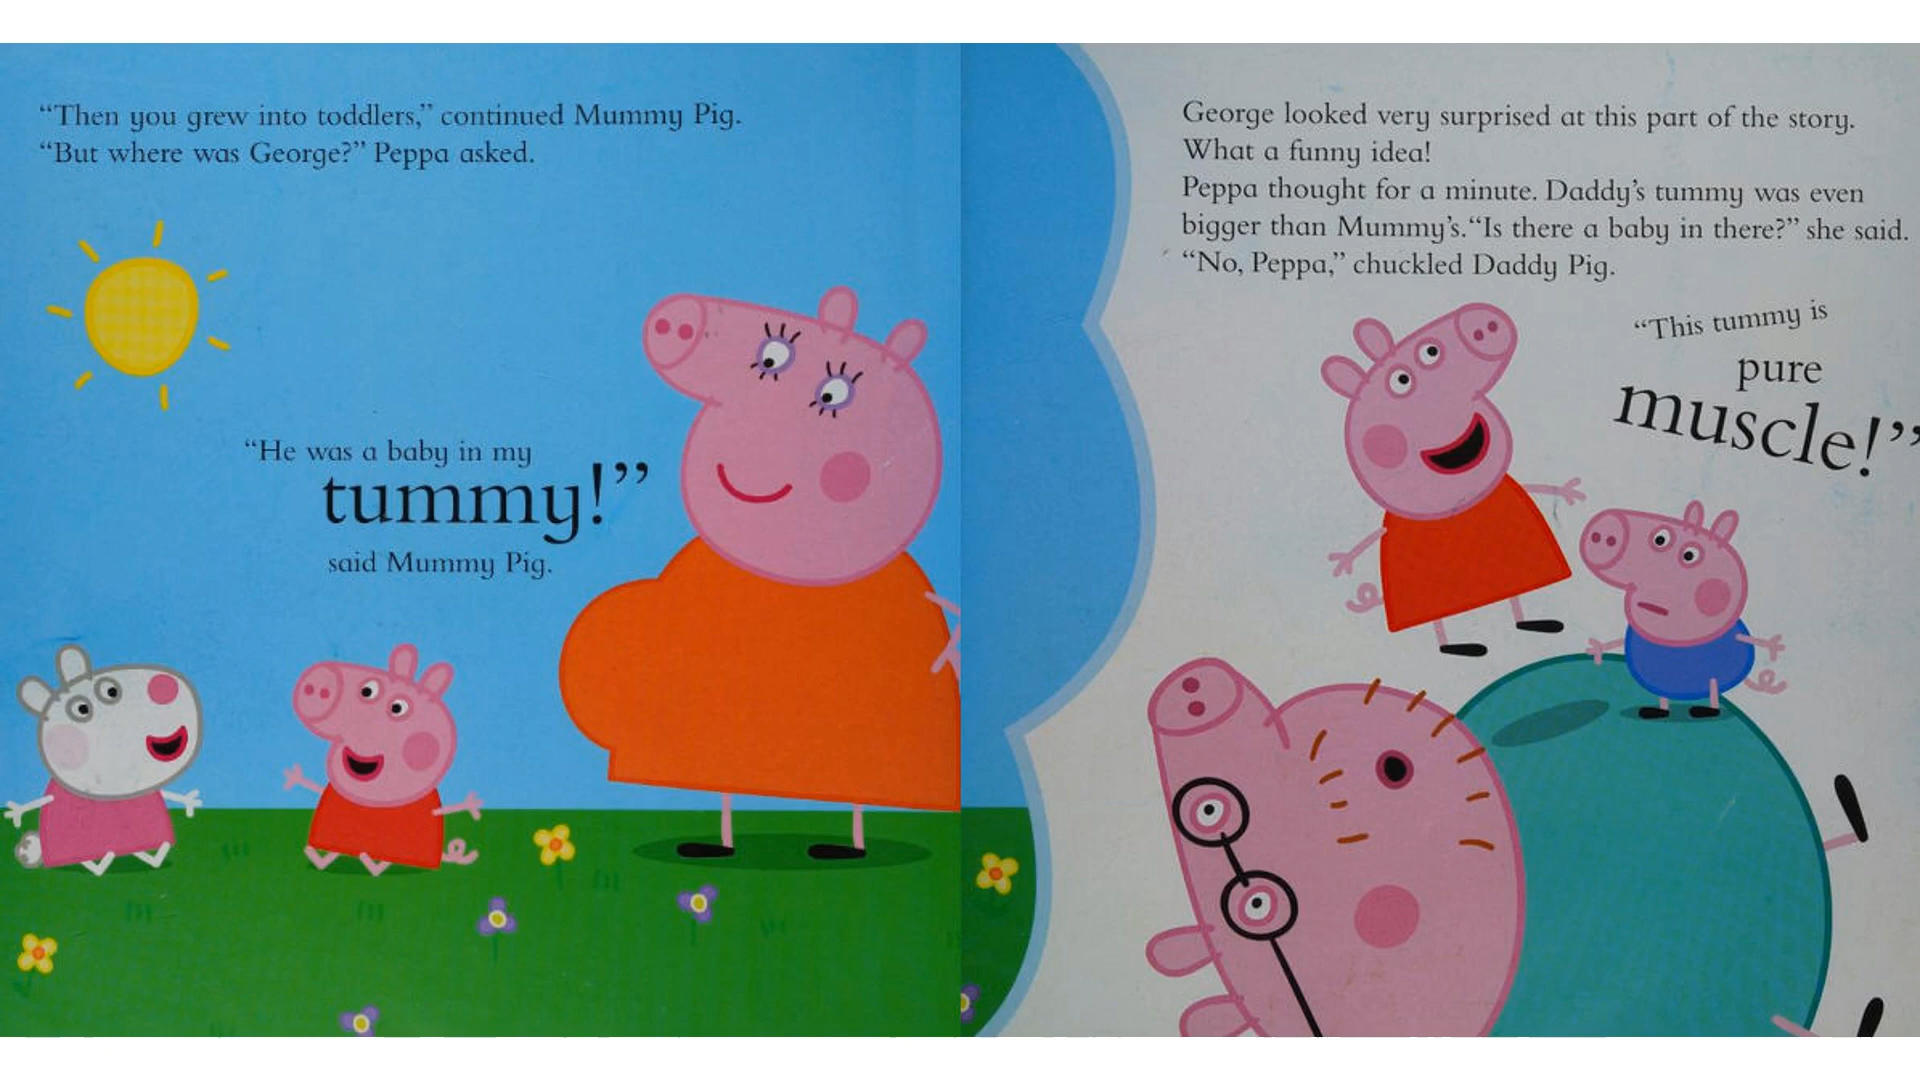 “Then you grew into toddlers,” continued Mummy Pig.
“But where was George?” Peppa asked.
“He was a baby in my
tummy!”
said Mummy Pig.
George looked very surprised at this part of the story.
What a funny idea!
Peppa thought for a minute. Daddy’s tummy was even
bigger than Mummy’s. “Is there a baby in there?” she said.
“No, Peppa,” chuckled Daddy Pig.
“This tummy is
pure
muscle!”